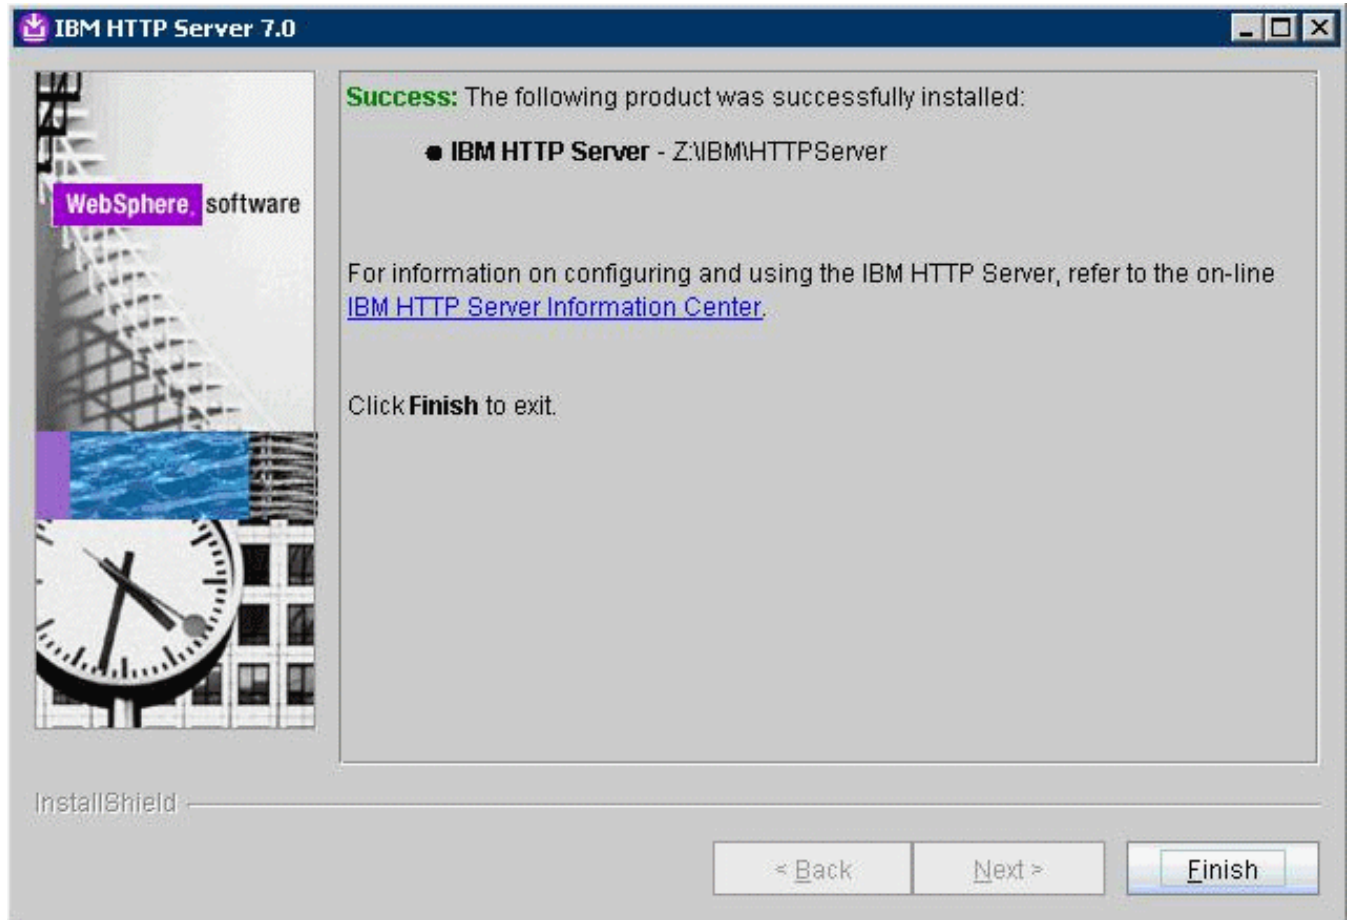 IBM HTTP Server 7.0
WebSphere. software
Success: The following product was successfully installed:
● IBM HTTP Server - Z:\IBM\HTTPServer
For information on configuring and using the IBM HTTP Server, refer to the on-line
IBM HTTP Server Information Center.
Click Finish to exit.
InstallShield
< Back
Next >
Finish